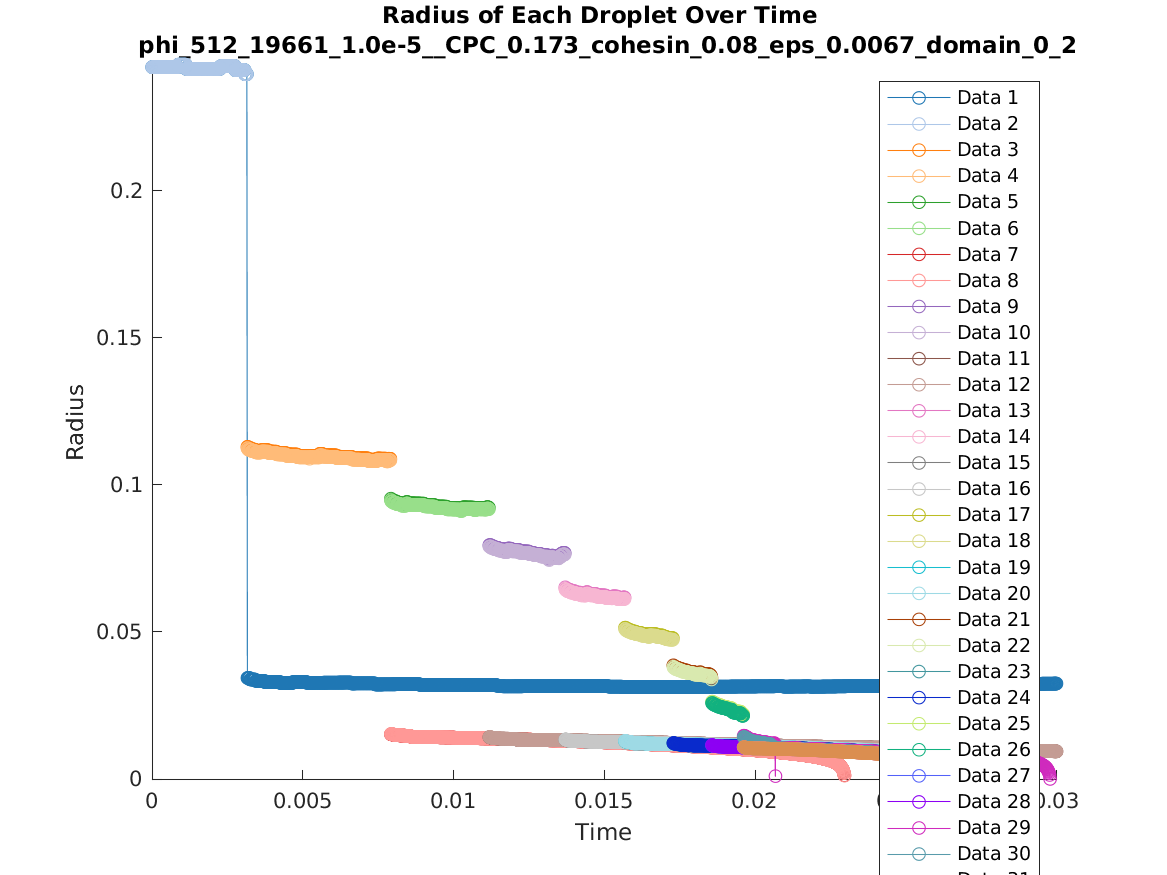 Radius of Each Droplet Over Time
phi_512_19661_1.0e-5__CPC_0.173_cohesin_0.08_eps_0.0067_domain_0_2
Radius
0.2
0.15
0.1
0.05
0
0
0.005
0.01
0.015
0.02
0.03
Time
Data 1
Data 2
Data 3
Data 4
Data 5
Data 6
Data 7
Data 8
Data 9
Data 10
Data 11
Data 12
Data 13
Data 14
Data 15
Data 16
Data 17
Data 18
Data 19
Data 20
Data 21
Data 22
Data 23
Data 24
Data 25
Data 26
Data 27
Data 28
Data 29
Data 30